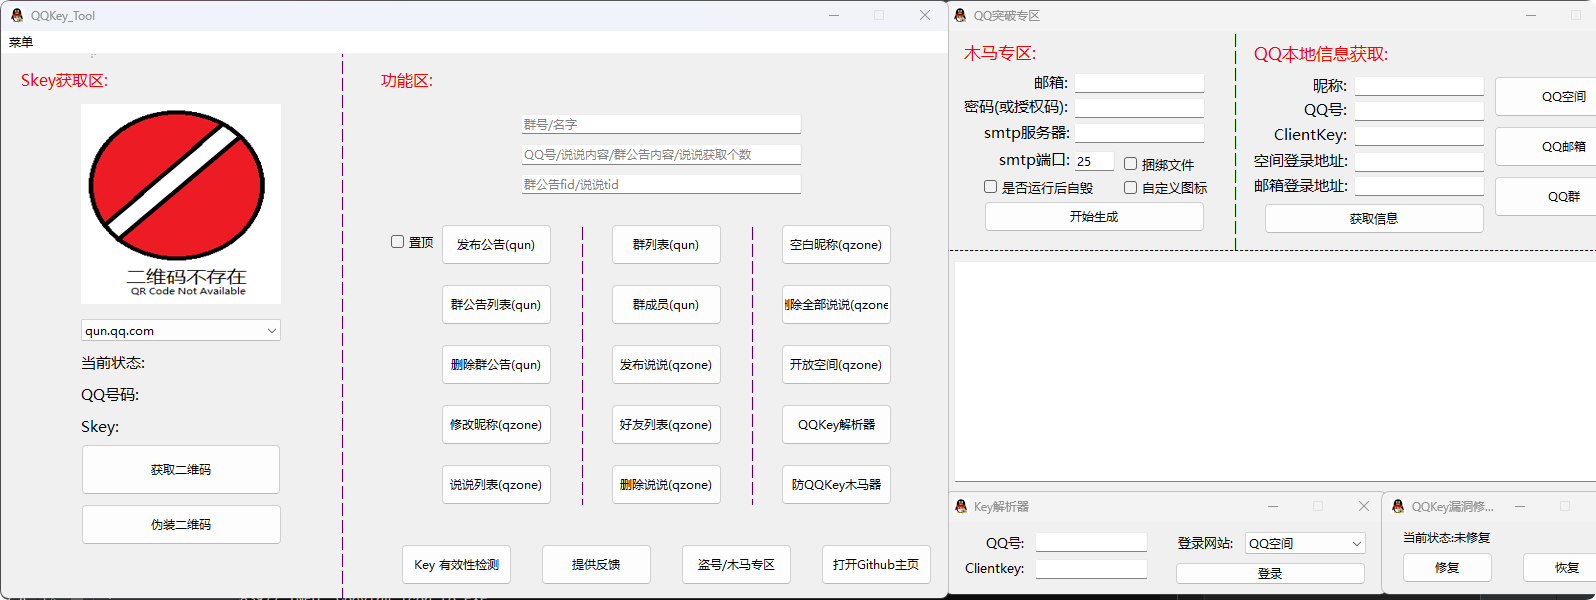 QQKey_Tool
菜单
Skey获取区:
二维码不存在
QR Code Not Available
qun.qq.com
当前状态:
QQ号码:
Skey:
获取二维码
伪装二维码
功能区:
群号/名字
QQ号/说说内容/群公告内容/说说获取个数
群公告fid/说说tid
置顶
发布公告(qun)
群列表(qun)
空白昵称(qzone)
群公告列表(qun)
群成员(qun)
删除全部说说(qzone
删除群公告(qun)
发布说说(qzone)
开放空间(qzone)
修改昵称(qzone)
好友列表(qzone)
QQKey解析器
说说列表(qzone)
删除说说(qzone)
防QQKey木马器
Key 有效性检测
提供反馈
盗号/木马专区
打开Github主页
QQ突破专区
木马专区:
邮箱:
密码(或授权码):
smtp服务器:
smtp端口: 25
捆绑文件
是否运行后自毁
自定义图标
开始生成
QQ本地信息获取:
昵称:
QQ号:
ClientKey:
空间登录地址:
邮箱登录地址:
获取信息
QQ空间
QQ邮箱
QQ群
Key解析器
QQ号:
Clientkey:
登录网站: QQ空间
登录
QQKey漏洞修...
当前状态:未修复
修复
恢复